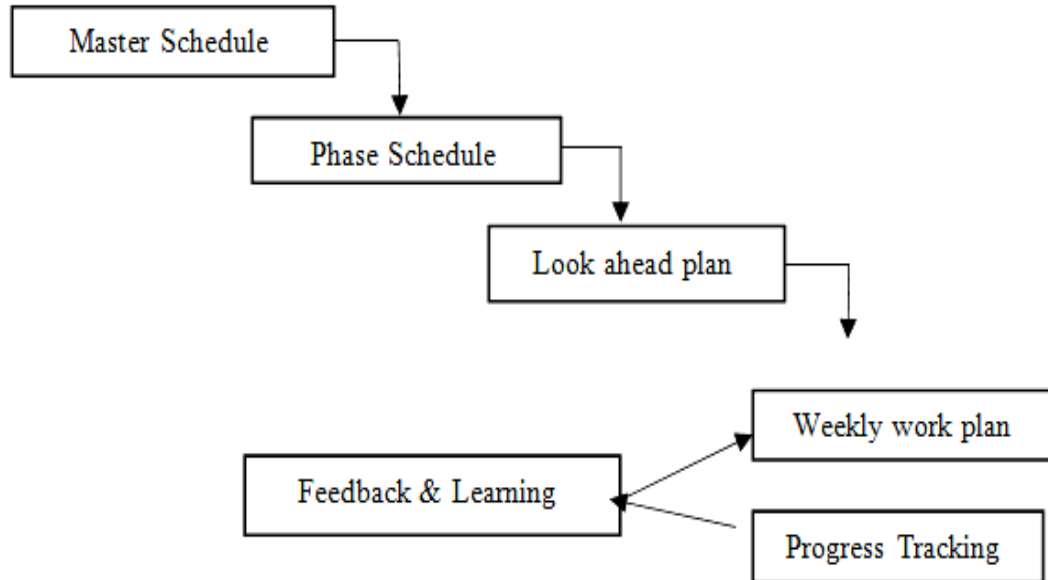 Master Schedule
Phase Schedule
Look ahead plan
Weekly work plan
Feedback & Learning
Progress Tracking